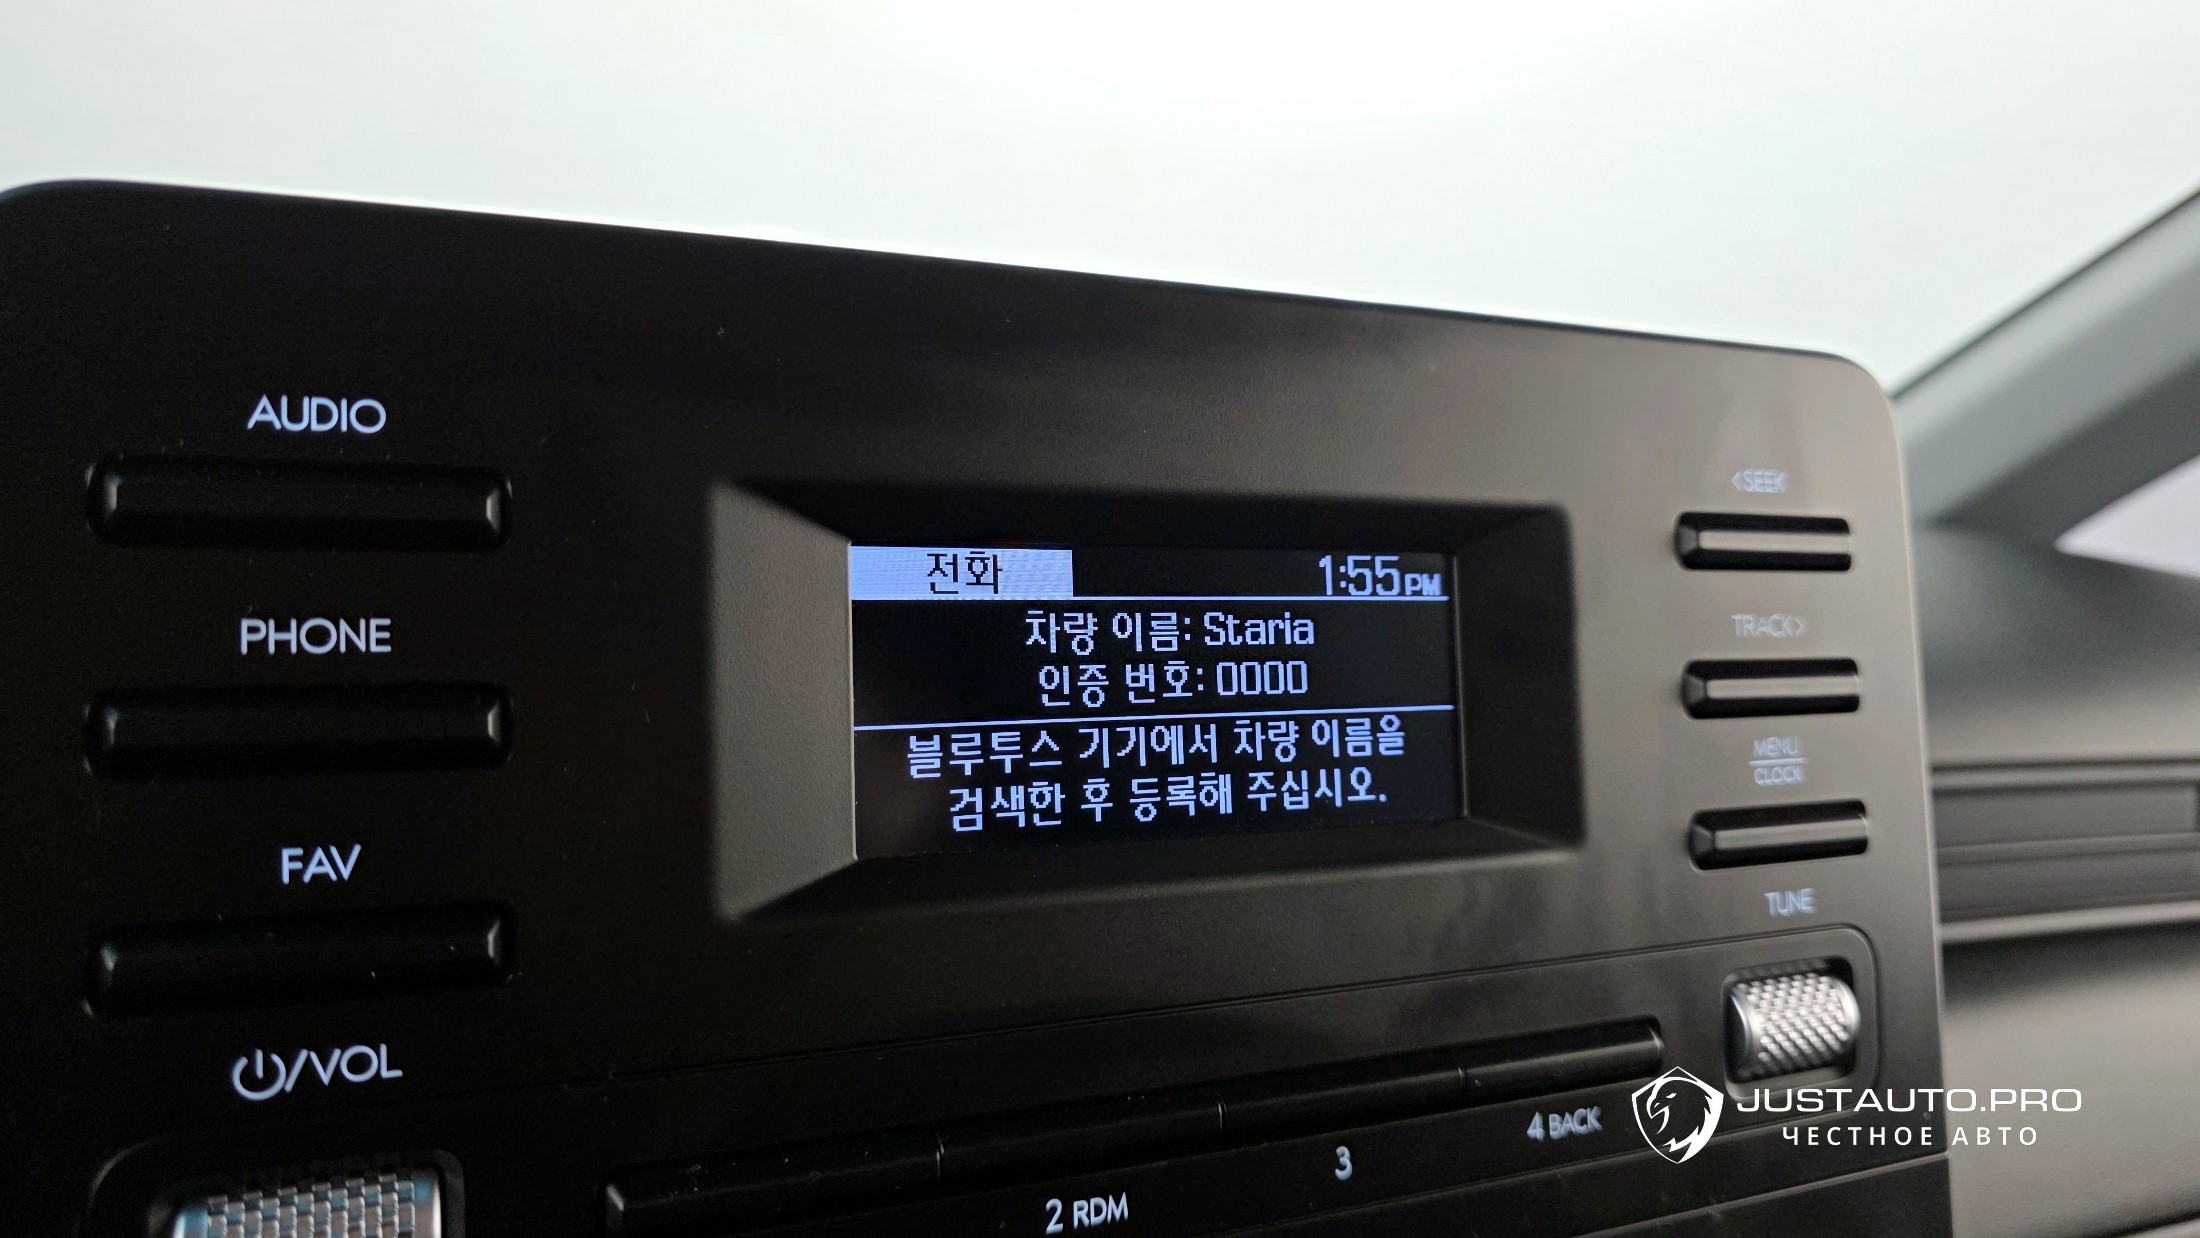 AUDIO
PHONE
FAV
/VOL
전화
1:55 PM
차량 이름: Staria
인증 번호: 0000
블루투스 기기에서 차량 이름을
검색한 후 등록해 주십시오.
<SEEK
TRACK>
MENU
CLOCK
TUNE
2 RDM
3
4 BACK
JUSTAUTO.PRO
ЧЕСТНОЕ АВТО